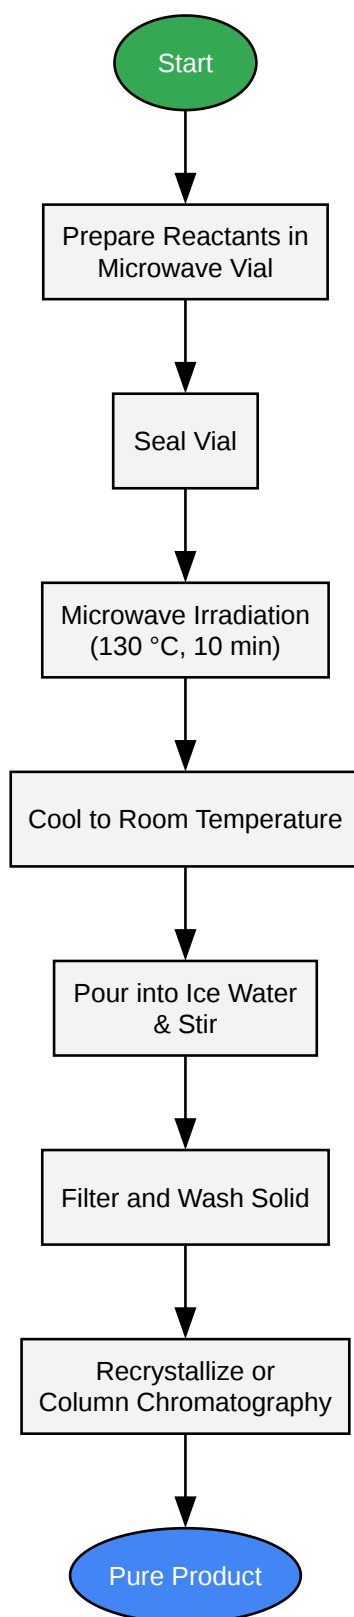 Start
Prepare Reactants in
Microwave Vial
Seal Vial
Microwave Irradiation
(130 °C, 10 min)
Cool to Room Temperature
Pour into Ice Water
& Stir
Filter and Wash Solid
Recrystallize or
Column Chromatography
Pure Product